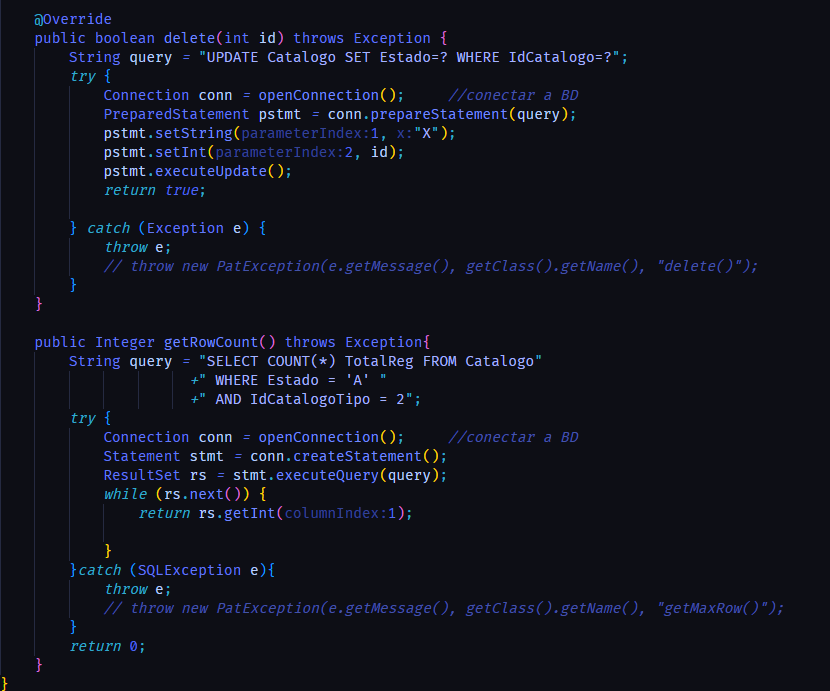 @Override
public boolean delete(int id) throws Exception {
String query = "UPDATE Catalogo SET Estado=? WHERE IdCatalogo=?";
try {
Connection conn = openConnection(); //conectar a BD
PreparedStatement pstmt = conn.prepareStatement(query);
pstmt.setString(parameterIndex:1, x:"X");
pstmt.setInt(parameterIndex:2, id);
pstmt.executeUpdate();
return true;
} catch (Exception e) {
throw e;
// throw new PatException(e.getMessage(), getClass().getName(), "delete()");
}
}
public Integer getRowCount() throws Exception{
String query = "SELECT COUNT(*) TotalReg FROM Catalogo"
+" WHERE Estado = 'A' "
+" AND IdCatalogoTipo = 2";
try {
Connection conn = openConnection(); //conectar a BD
Statement stmt = conn.createStatement();
ResultSet rs = stmt.executeQuery(query);
while (rs.next()) {
return rs.getInt(columnIndex:1);
}
}catch (SQLException e){
throw e;
// throw new PatException(e.getMessage(), getClass().getName(), "getMaxRow()");
}
return 0;
}
}